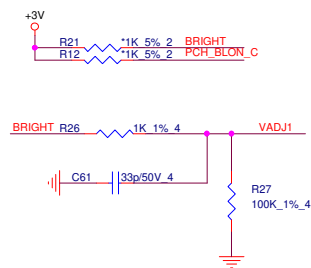 +3V
R21 *1K_5%_2 BRIGHT
R12 *1K_5%_2 PCH_BLON_C
BRIGHT R26 1K_1%_4 VADJ1
C61 33p/50V_4
R27
100K_1%_4